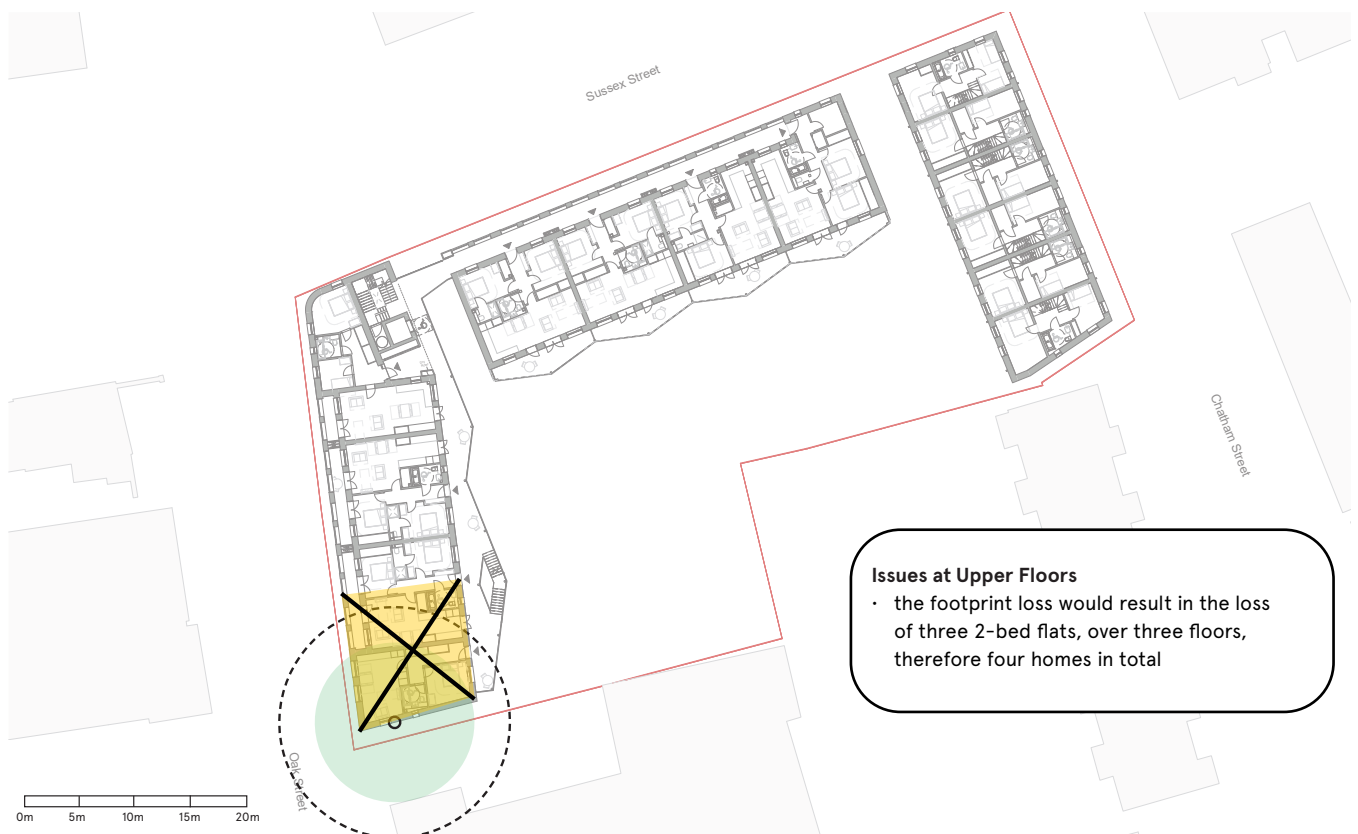 Sussex Street
Chatham Street
Issues at Upper Floors
· the footprint loss would result in the loss
of three 2-bed flats, over three floors,
therefore four homes in total
Oak Street
0m 5m 10m 15m 20m